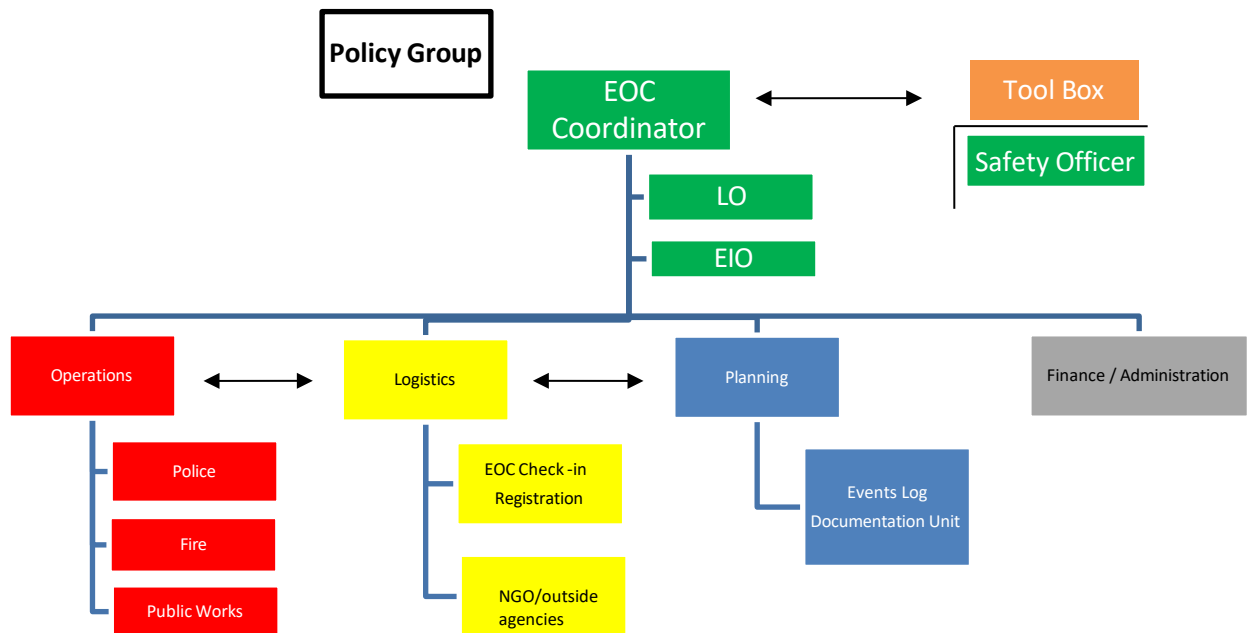 Policy Group
EOC
Coordinator
Tool Box
Safety Officer
LO
EIO
Operations
Logistics
Planning
Finance / Administration
Police
Fire
Public Works
EOC Check -in
Registration
NGO/outside
agencies
Events Log
Documentation Unit